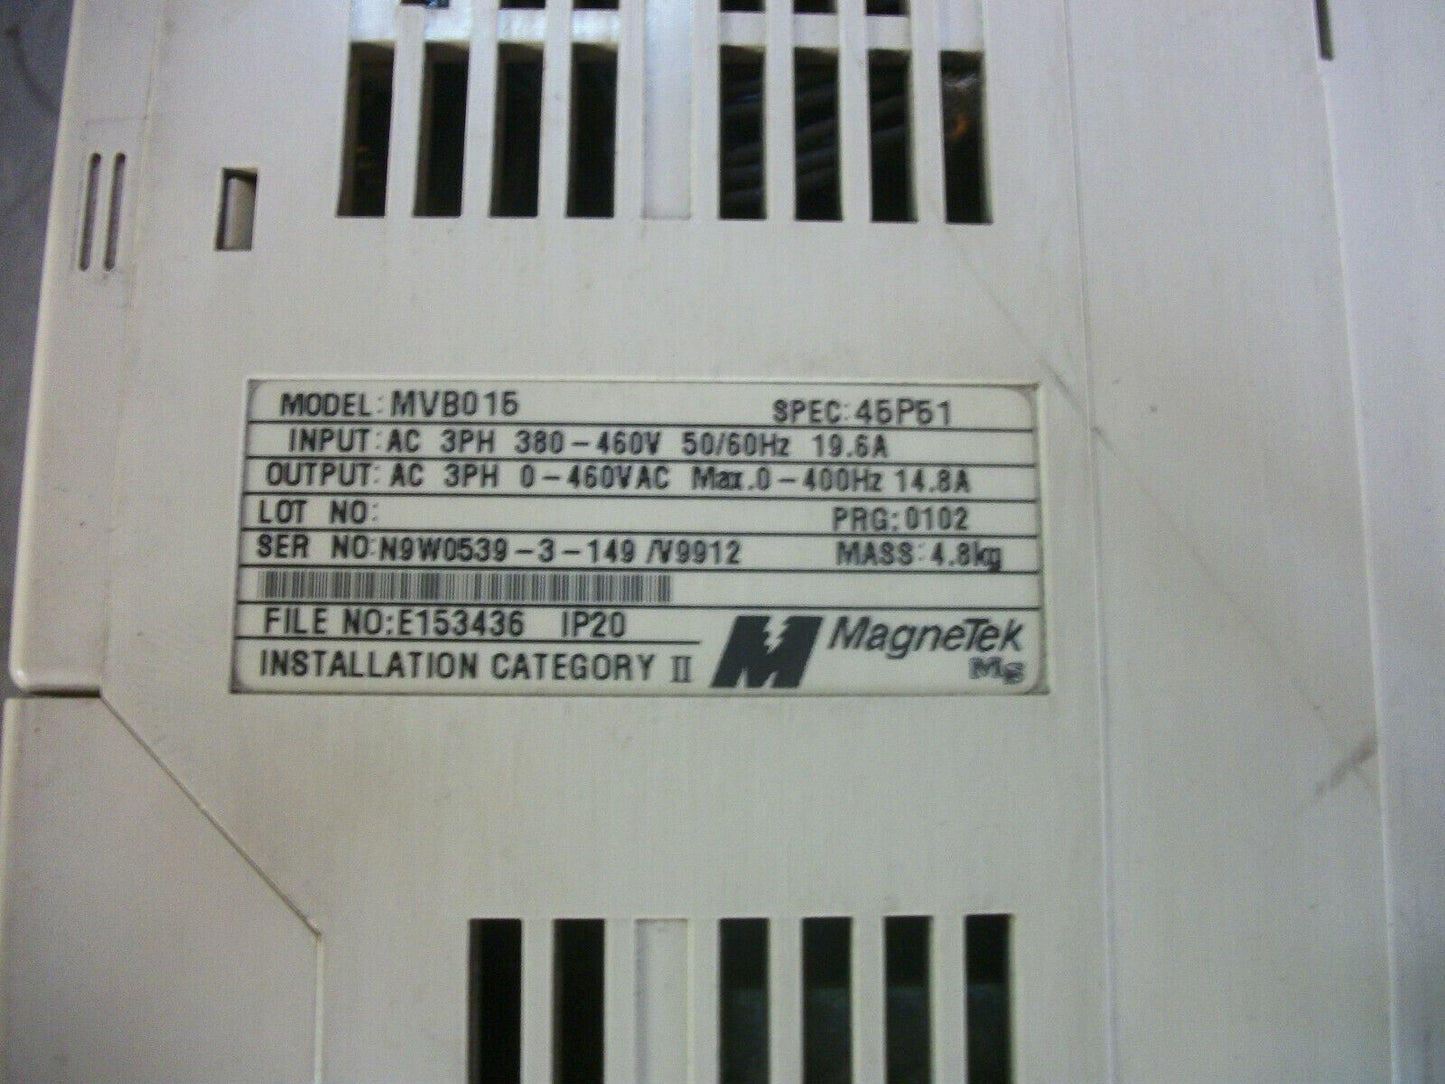 MODEL: MVB015 SPEC: 45P51
INPUT: AC 3PH 380-460V 50/60Hz 19.6A
OUTPUT: AC 3PH 0-460VAC Max.0-400Hz 14.8A
LOT NO: PRG: 0102
SER NO: N9W0539-3-149 /V9912 MASS: 4.8kg
FILE NO: E153436 IP20
INSTALLATION CATEGORY II
MagneTek
Ms